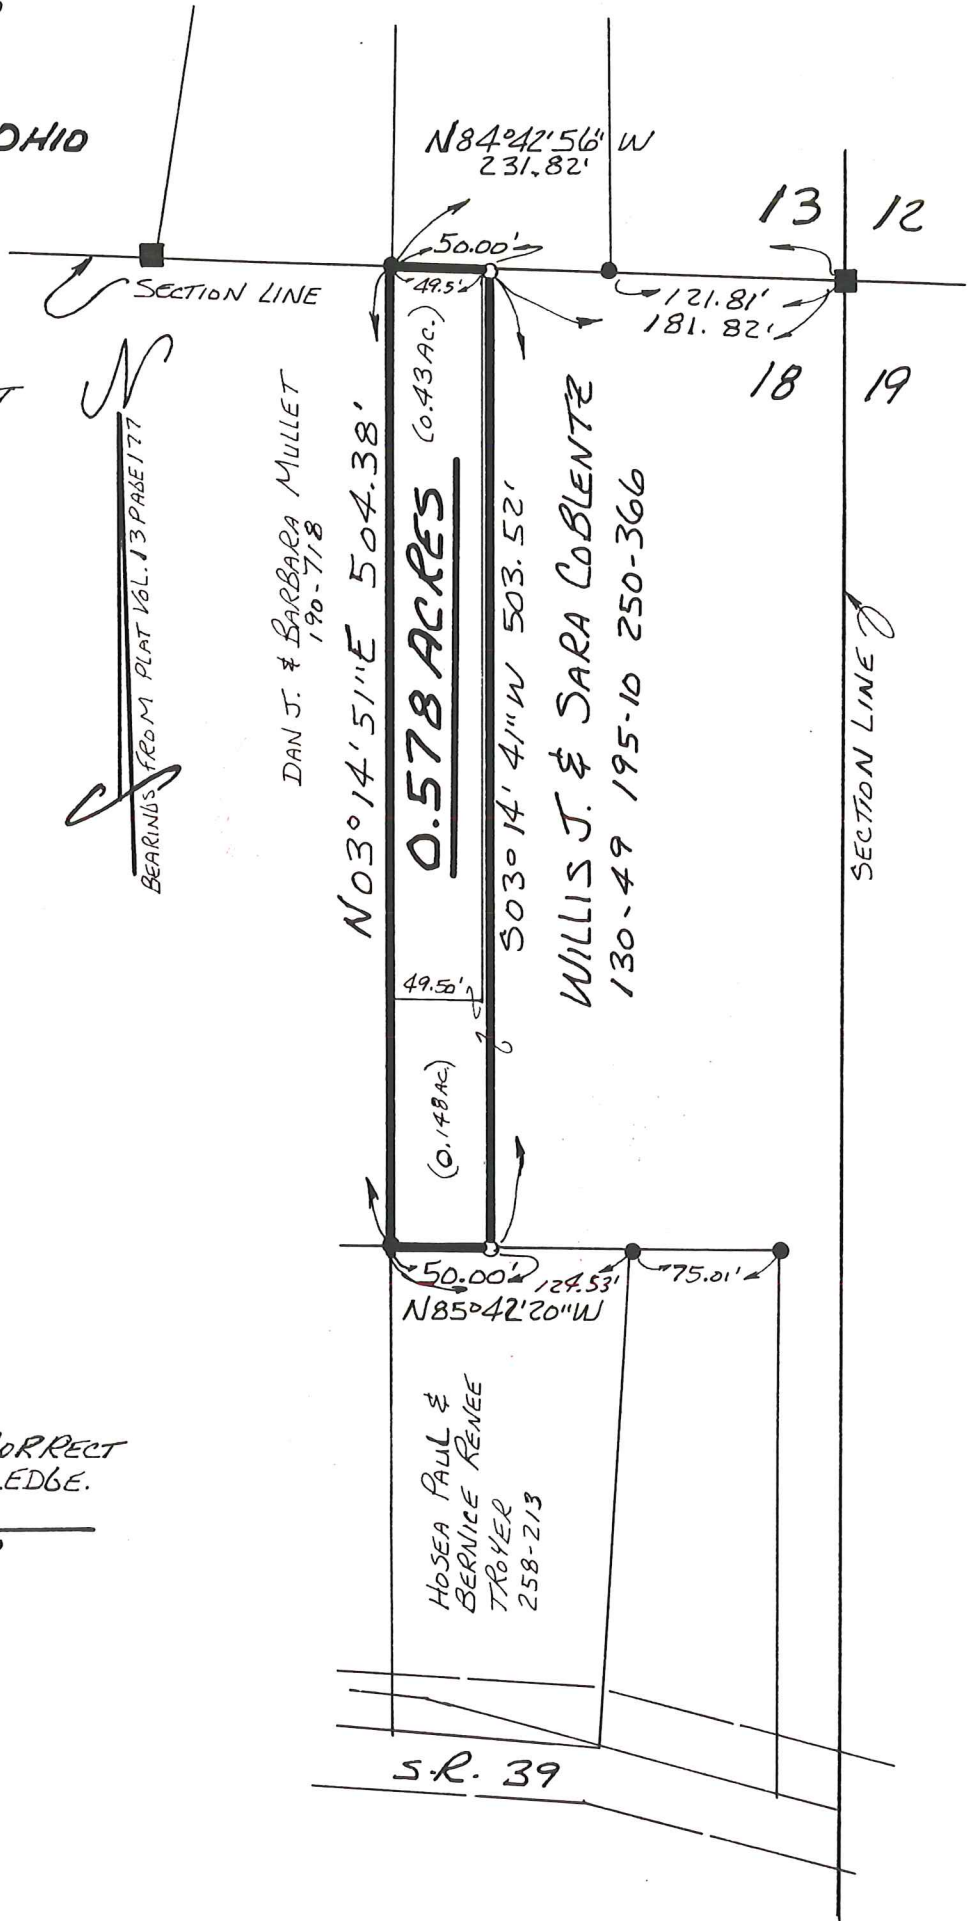 OHIO
N84°42'56" W
231.82'
13
12
50.00'
49.5'
SECTION LINE
121.81'
181.82'
18
19
N
BEARINGS FROM PLAT VOL. 13 PAGE 177
DAN J. & BARBARA MULLET
190-718
N03°14'51"E 504.38'
(0.43 AC.)
0.578 ACRES
S03°14'41"W 503.52'
WILLIS J. & SARA COBLENTZ
130-49 195-10 250-366
SECTION LINE
49.50'
(0.148 AC.)
50.00'
124.53'
75.01'
N85°42'20"W
HOSEA PAUL &
BERNICE RENEE
TROYER
258-213
ORRECT
EDGE.
S.R. 39